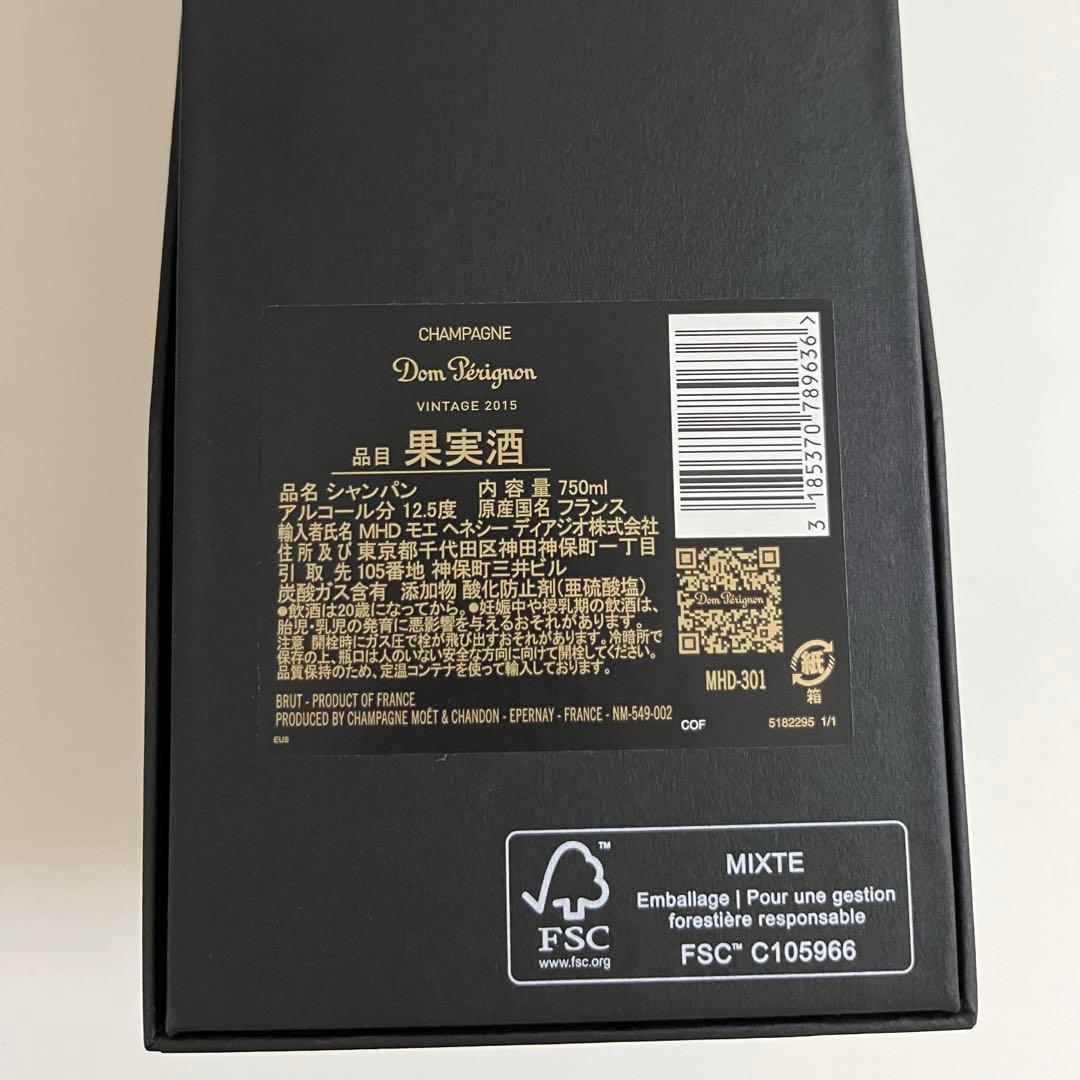 CHAMPAGNE
Dom Pérignon
VINTAGE 2015
品目 果実酒
品名 シャンパン 内容量 750ml
アルコール分 12.5度 原産国名 フランス
輸入者氏名 MHD モエ ヘネシー ディアジオ株式会社
住所及び 東京都千代田区神田神保町一丁目
引取先 105番地 神保町三井ビル
炭酸ガス含有 添加物 酸化防止剤(亜硫酸塩)
●飲酒は20歳になってから。●妊娠中や授乳期の飲酒は、
胎児・乳児の発育に悪影響を与えるおそれがあります。
注意 開栓時にガス圧で栓が飛び出すおそれがあります。冷暗所で
保存の上、瓶口は人のいない安全な方向に向けて開栓してください。
品質保持のため、定温コンテナを使って輸入しております。
BRUT - PRODUCT OF FRANCE
PRODUCED BY CHAMPAGNE MOËT & CHANDON - EPERNAY - FRANCE - NM-549-002
EUS
COF
3 185370 789636 >
Dom Pérignon
MHD-301
紙
箱
5182295 1/1
FSC™
www.fsc.org
MIXTE
Emballage | Pour une gestion
forestière responsable
FSC™ C105966